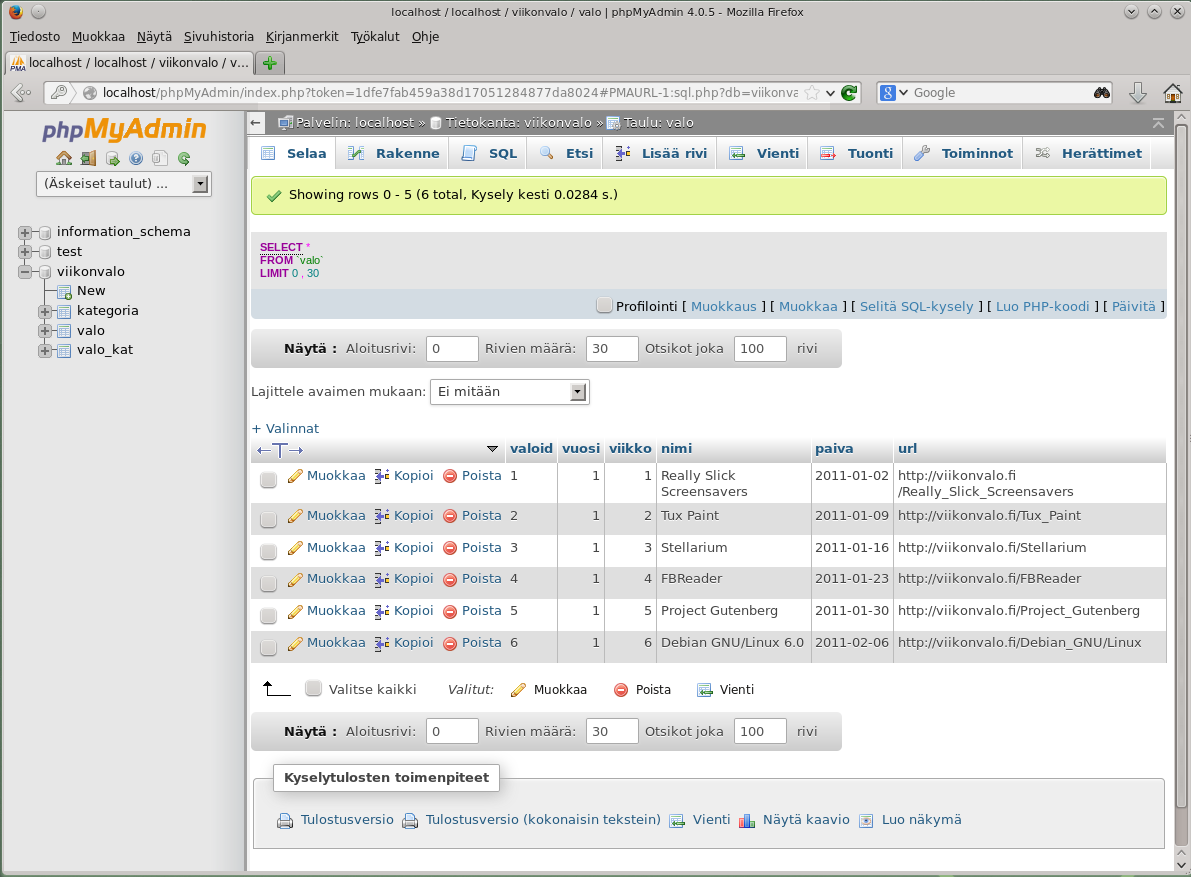 localhost / localhost / viikonvalo / valo | phpMyAdmin 4.0.5 - Mozilla Firefox
Tiedosto Muokkaa Näytä Sivuhistoria Kirjanmerkit Työkalut Ohje
PMA localhost / localhost / viikonvalo / v...
localhost/phpMyAdmin/index.php?token=1dfe7fab459a38d17051284877da8024#PMAURL-1:sql.php?db=viikonva
8 Google
phpMyAdmin
(Äskeiset taulut) ...
information_schema
test
viikonvalo
New
kategoria
valo
valo_kat
Palvelin: localhost » Tietokanta: viikonvalo » Taulu: valo
Selaa Rakenne SQL Etsi Lisää rivi Vienti Tuonti Toiminnot Herättimet
Showing rows 0 - 5 (6 total, Kysely kesti 0.0284 s.)
SELECT *
FROM `valo`
LIMIT 0 , 30
Profilointi [ Muokkaus ] [ Muokkaa ] [ Selitä SQL-kysely ] [ Luo PHP-koodi ] [ Päivitä ]
Näytä : Aloitusrivi: 0 Rivien määrä: 30 Otsikot joka 100 rivi
Lajittele avaimen mukaan: Ei mitään
+ Valinnat
←T→ valoid vuosi viikko nimi paiva url
Muokkaa Kopioi Poista 1 1 1 Really Slick Screensavers 2011-01-02 http://viikonvalo.fi /Really_Slick_Screensavers
Muokkaa Kopioi Poista 2 1 2 Tux Paint 2011-01-09 http://viikonvalo.fi/Tux_Paint
Muokkaa Kopioi Poista 3 1 3 Stellarium 2011-01-16 http://viikonvalo.fi/Stellarium
Muokkaa Kopioi Poista 4 1 4 FBReader 2011-01-23 http://viikonvalo.fi/FBReader
Muokkaa Kopioi Poista 5 1 5 Project Gutenberg 2011-01-30 http://viikonvalo.fi/Project_Gutenberg
Muokkaa Kopioi Poista 6 1 6 Debian GNU/Linux 6.0 2011-02-06 http://viikonvalo.fi/Debian_GNU/Linux
Valitse kaikki Valitut: Muokkaa Poista Vienti
Näytä : Aloitusrivi: 0 Rivien määrä: 30 Otsikot joka 100 rivi
Kyselytulosten toimenpiteet
Tulostusversio Tulostusversio (kokonaisin tekstein) Vienti Näytä kaavio Luo näkymä